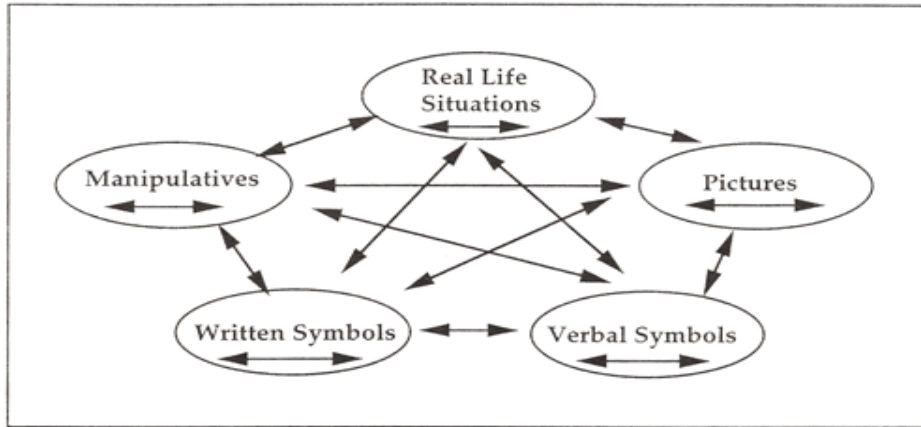 Real Life
Situations
Manipulatives
Pictures
Written Symbols
Verbal Symbols